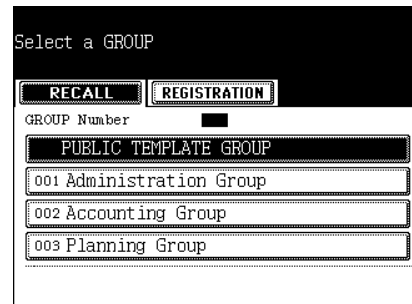 Select a GROUP
RECALL REGISTRATION
GROUP Number
PUBLIC TEMPLATE GROUP
001 Administration Group
002 Accounting Group
003 Planning Group